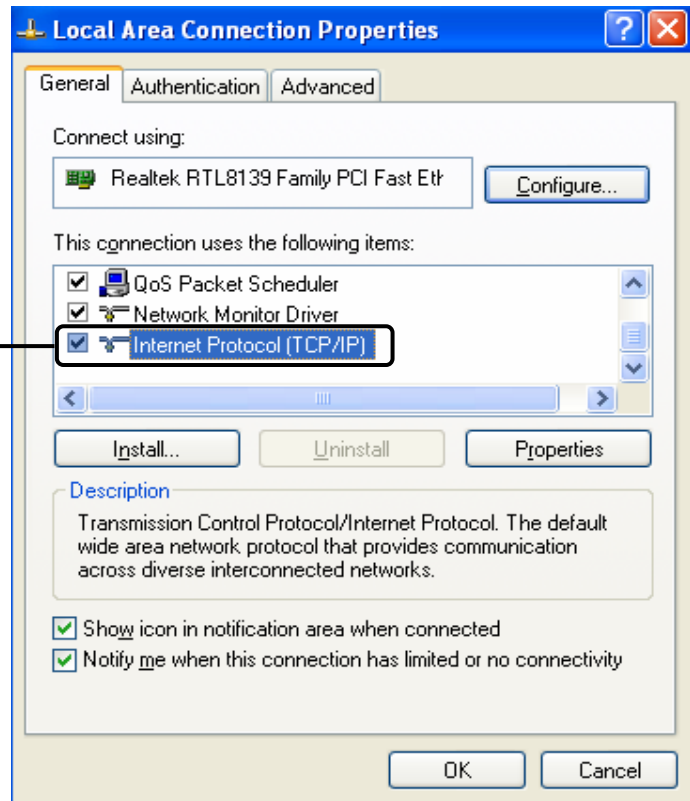 Local Area Connection Properties
General Authentication Advanced
Connect using:
Realtek RTL8139 Family PCI Fast Eth
Configure...
This connection uses the following items:
QoS Packet Scheduler
Network Monitor Driver
Internet Protocol (TCP/IP)
Install... Uninstall Properties
Description
Transmission Control Protocol/Internet Protocol. The default
wide area network protocol that provides communication
across diverse interconnected networks.
Show icon in notification area when connected
Notify me when this connection has limited or no connectivity
OK Cancel